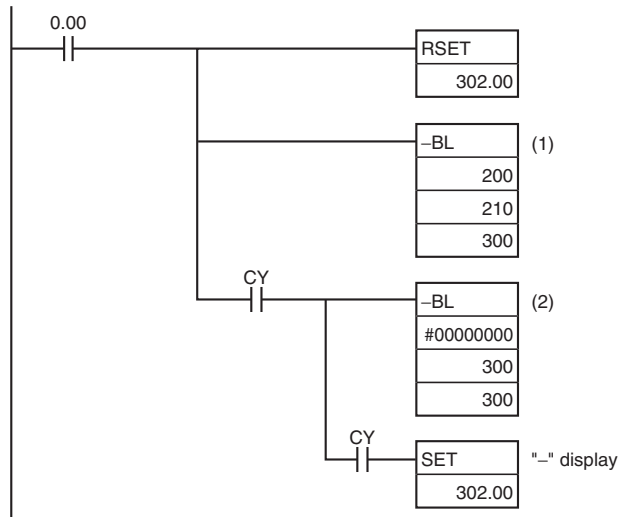 0.00
RSET
302.00
–BL (1)
200
210
300
CY
–BL (2)
#00000000
300
300
CY
SET "–" display
302.00